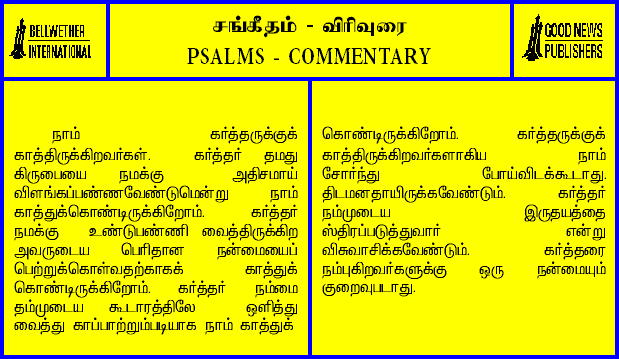 BELLWETHER
INTERNATIONAL
சங்கீதம் - விரிவுரை
PSALMS - COMMENTARY
GOOD NEWS
PUBLISHERS
நாம் கர்த்தருக்குக்
காத்திருக்கிறவர்கள். கர்த்தர் தமது
கிருபையை நமக்கு அதிசமாய்
விளங்கப்பண்ணவேண்டுமென்று நாம்
காத்துக்கொண்டிருக்கிறோம். கர்த்தர்
நமக்கு உண்டுபண்ணி வைத்திருக்கிற
அவருடைய பெரிதான நன்மையைப்
பெற்றுக்கொள்வதற்காகக் காத்துக்
கொண்டிருக்கிறோம். கர்த்தர் நம்மை
தம்முடைய கூடாரத்திலே ஒளித்து
வைத்து காப்பாற்றும்படியாக நாம் காத்துக்
கொண்டிருக்கிறோம். கர்த்தருக்குக்
காத்திருக்கிறவர்களாகிய நாம்
சோர்ந்து போய்விடக்கூடாது.
திடமனதாயிருக்கவேண்டும். கர்த்தர்
நம்முடைய இருதயத்தை
ஸ்திரப்படுத்துவார் என்று
விசுவாசிக்கவேண்டும். கர்த்தரை
நம்புகிறவர்களுக்கு ஒரு நன்மையும்
குறைவுபடாது.